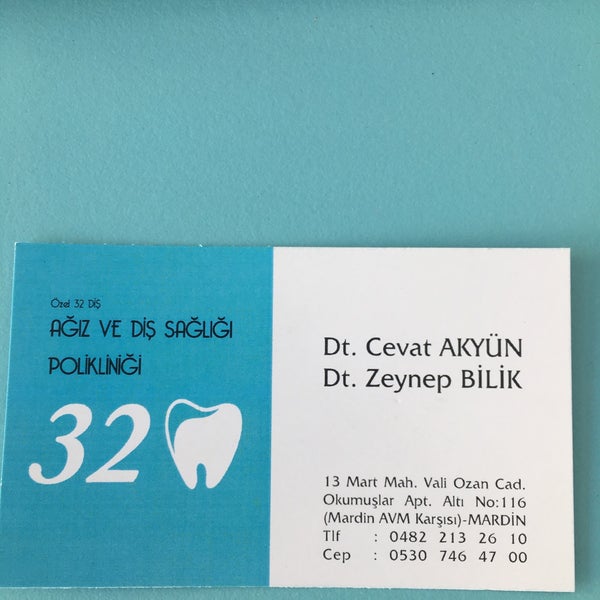 Özel 32 DİŞ
AĞIZ VE DİŞ SAĞLIĞI
POLİKLİNİĞİ
32
Dt. Cevat AKYÜN
Dt. Zeynep BİLİK
13 Mart Mah. Vali Ozan Cad.
Okumuşlar Apt. Altı No:116
(Mardin AVM Karşısı)-MARDİN
Tlf : 0482 213 26 10
Cep : 0530 746 47 00